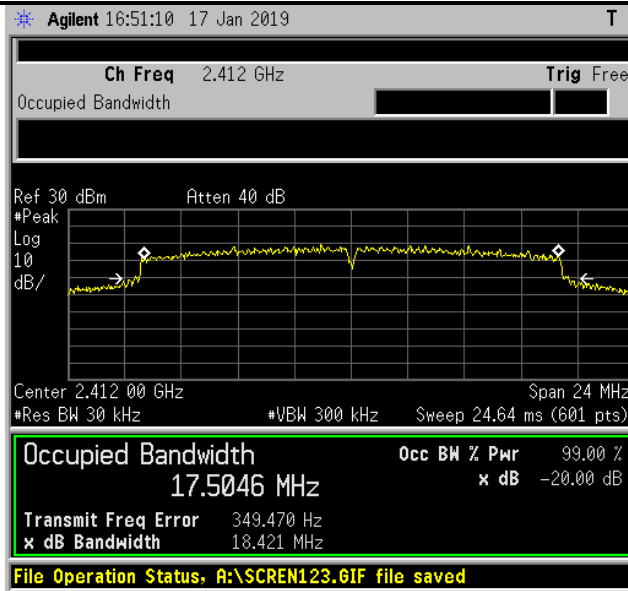 Agilent 16:51:10 17 Jan 2019 T
Ch Freq 2.412 GHz Trig Free
Occupied Bandwidth
Ref 30 dBm Atten 40 dB
#Peak
Log
10
dB/
Center 2.412 00 GHz Span 24 MHz
#Res BW 30 kHz #VBW 300 kHz Sweep 24.64 ms (601 pts)
Occupied Bandwidth Occ BW % Pwr 99.00 %
17.5046 MHz x dB -20.00 dB
Transmit Freq Error 349.470 Hz
x dB Bandwidth 18.421 MHz
File Operation Status, A:\SCREN123.GIF file saved